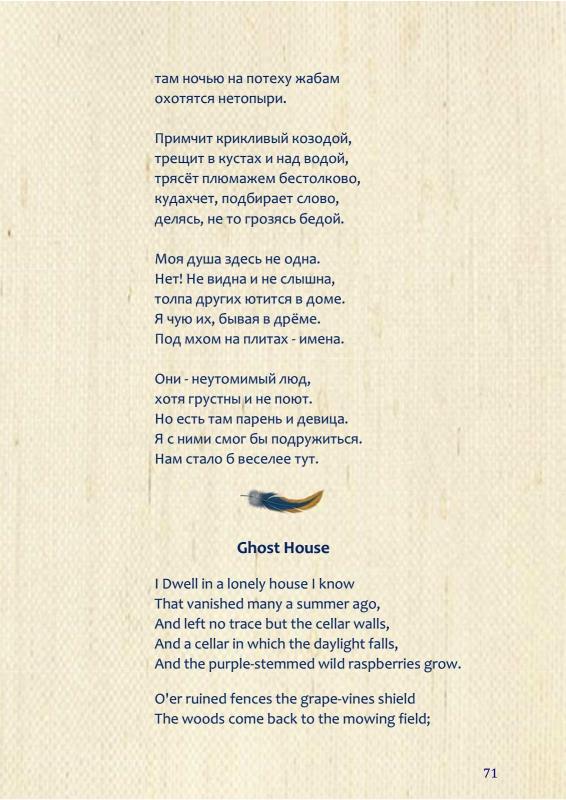 там ночью на потеху жабам
охотятся нетопыри.
Примчит крикливый козодой,
трещит в кустах и над водой,
трясёт плюмажем бестолково,
кудахчет, подбирает слово,
делясь, не то грозясь бедой.
Моя душа здесь не одна.
Нет! Не видна и не слышна,
толпа других ютится в доме.
Я чую их, бывая в дрёме.
Под мхом на плитах - имена.
Они - неутомимый люд,
хотя грустны и не поют.
Но есть там парень и девица.
Я с ними смог бы подружиться.
Нам стало б веселее тут.
Ghost House
I Dwell in a lonely house I know
That vanished many a summer ago,
And left no trace but the cellar walls,
And a cellar in which the daylight falls,
And the purple-stemmed wild raspberries grow.
O'er ruined fences the grape-vines shield
The woods come back to the mowing field;
71